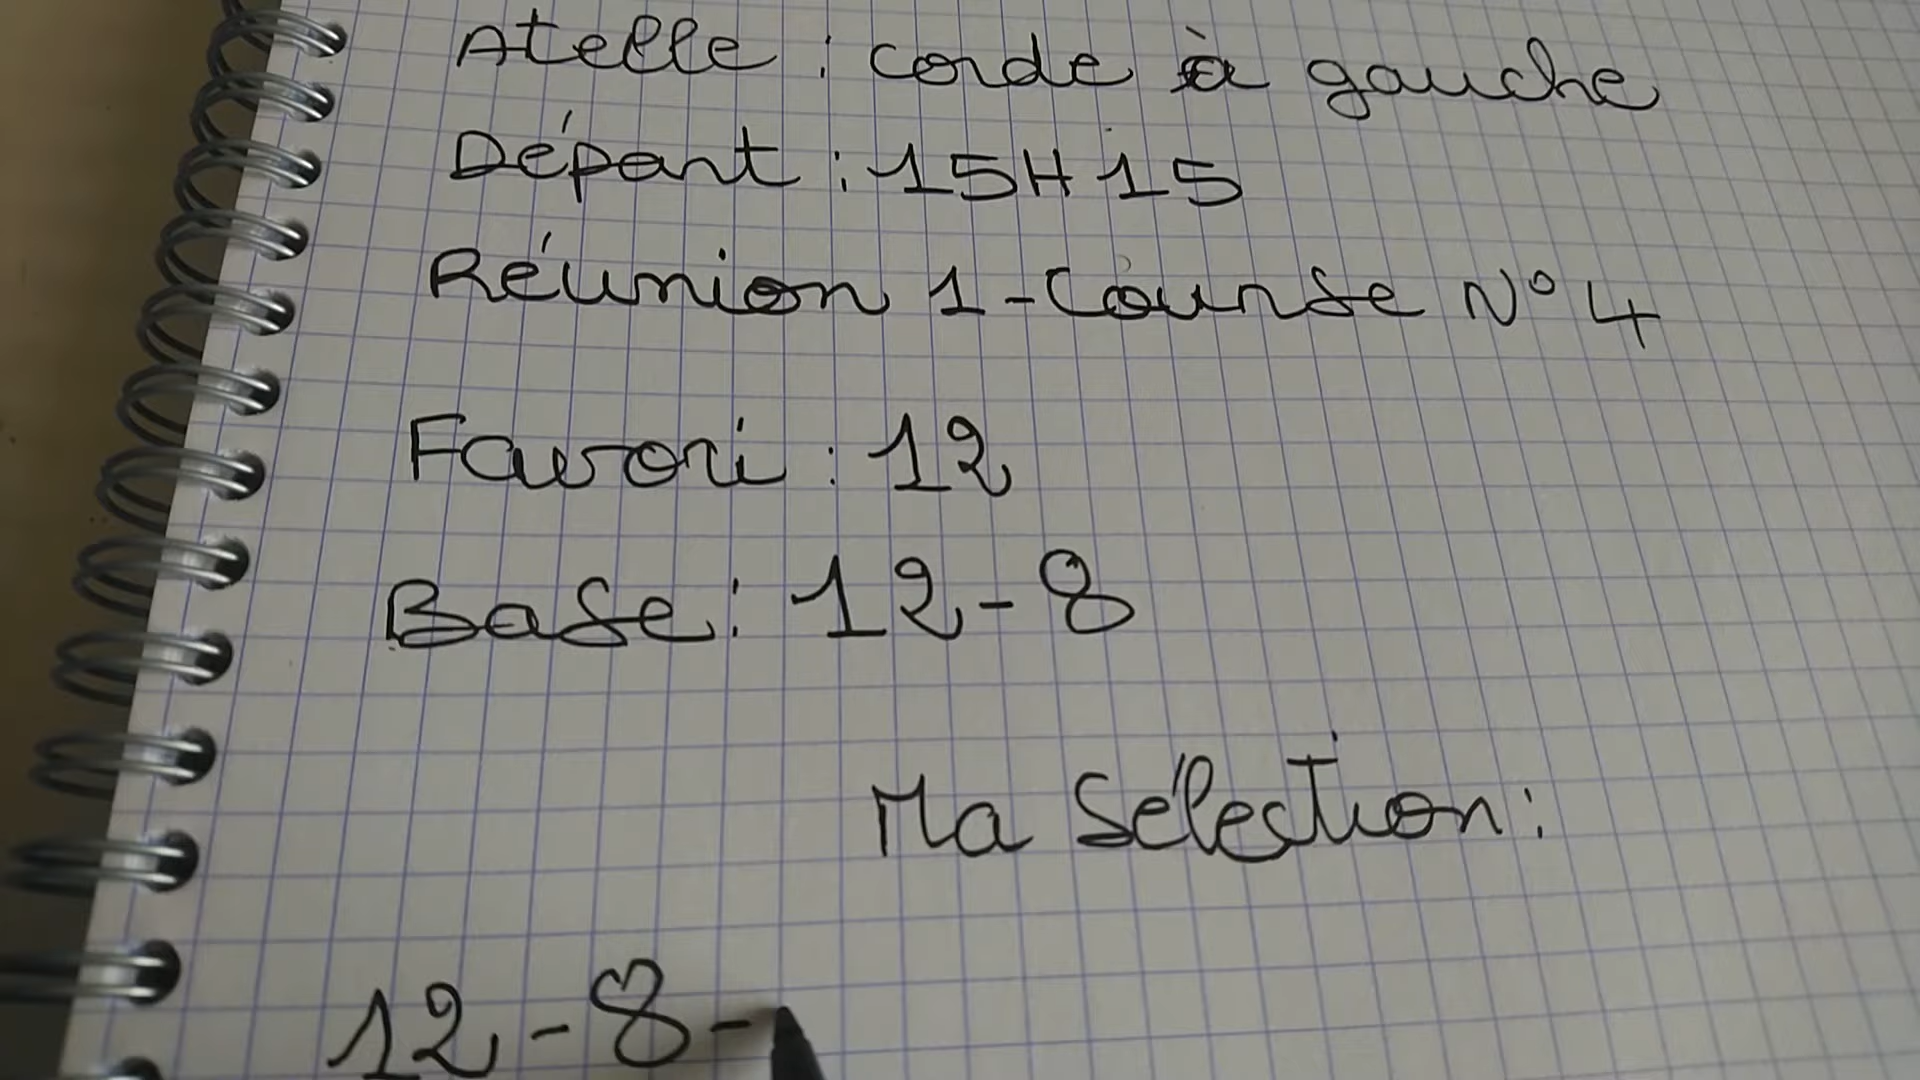 Atelle : corde à gauche
Départ : 15H15
Réunion 1 - Course N° 4
Favori : 12
Base : 12 - 8
Ma Sélection :
12 - 8 -